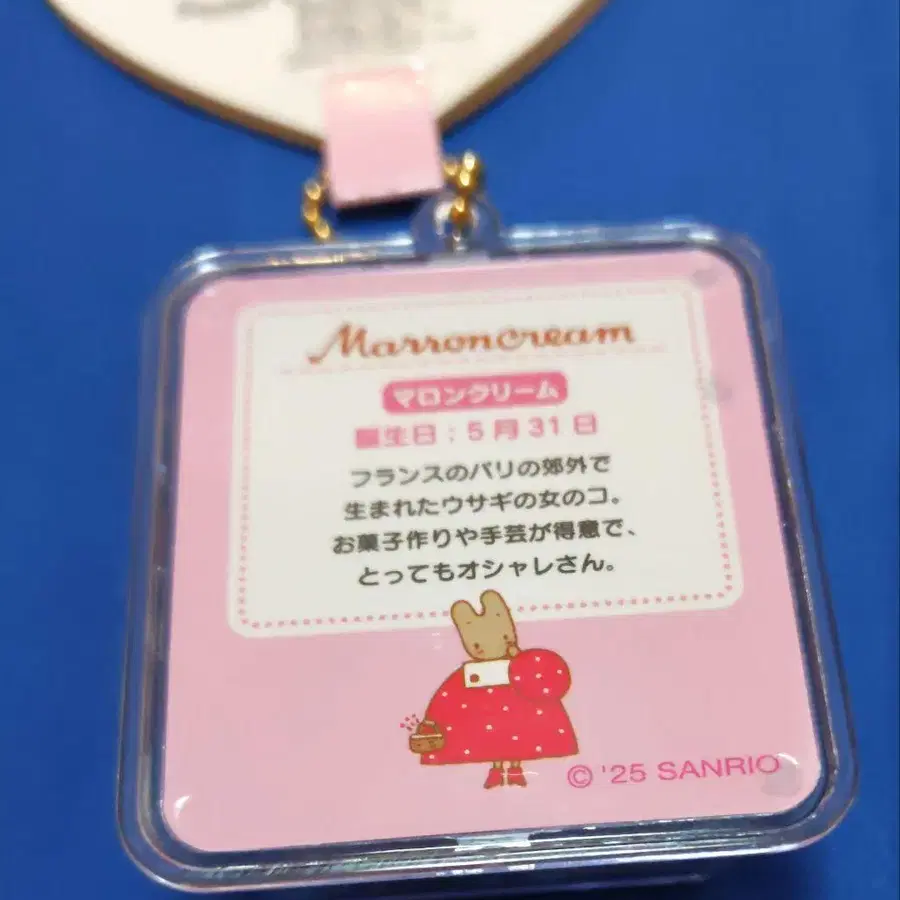 Marroncream
マロンクリーム
誕生日：5月31日
フランスのパリの郊外で
生まれたウサギの女のコ。
お菓子作りや手芸が得意で、
とってもオシャレさん。
© '25 SANRIO